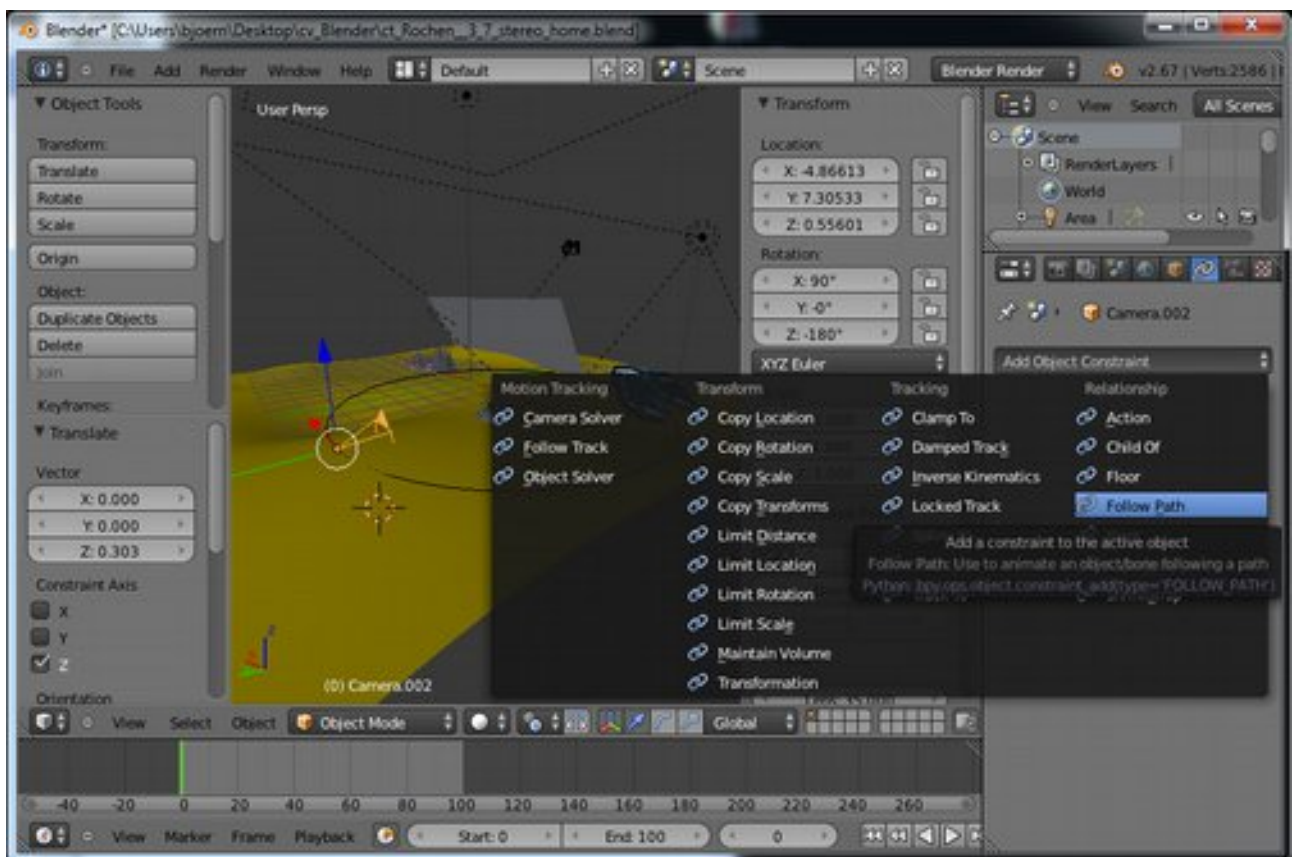 Blender* [C:\Users\bjoern\Desktop\cv_Blender\ct_Rochen__3_7_stereo_home.blend]
File Add Render Window Help Default Scene Blender Render v2.67 | Verts:2586 |
Object Tools
Transform:
Translate
Rotate
Scale
Origin
Object:
Duplicate Objects
Delete
Join
Keyframes:
Translate
Vector
X: 0.000
Y: 0.000
Z: 0.303
Constraint Axis
X
Y
Z
Orientation
User Persp
(0) Camera.002
Transform
Location:
X: -4.86613
Y: 7.30533
Z: 0.55601
Rotation:
X: 90°
Y: -0°
Z: -180°
XYZ Euler
View Search All Scenes
Scene
RenderLayers |
World
Area |
Camera.002
Add Object Constraint
Motion Tracking
Camera Solver
Follow Track
Object Solver
Transform
Copy Location
Copy Rotation
Copy Scale
Copy Transforms
Limit Distance
Limit Location
Limit Rotation
Limit Scale
Maintain Volume
Transformation
Tracking
Clamp To
Damped Track
Inverse Kinematics
Locked Track
Relationship
Action
Child Of
Floor
Follow Path
Add a constraint to the active object
Follow Path: Use to animate an object/bone following a path
Python: bpy.ops.object.constraint_add(type='FOLLOW_PATH')
View Select Object Object Mode Global
-40 -20 0 20 40 60 80 100 120 140 160 180 200 220 240 260
View Marker Frame Playback Start: 0 End: 100 0